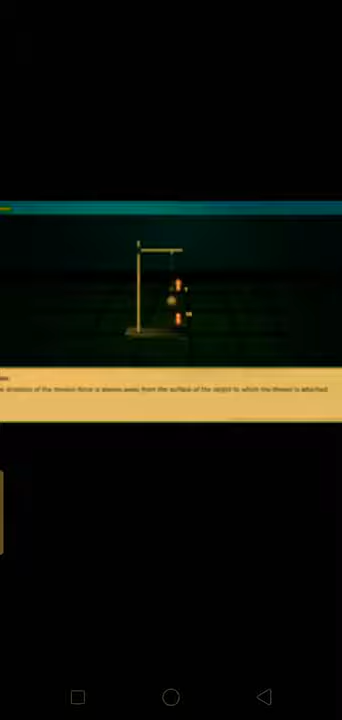 direction of the tension force is always away from the surface of the object to which the thread is attached